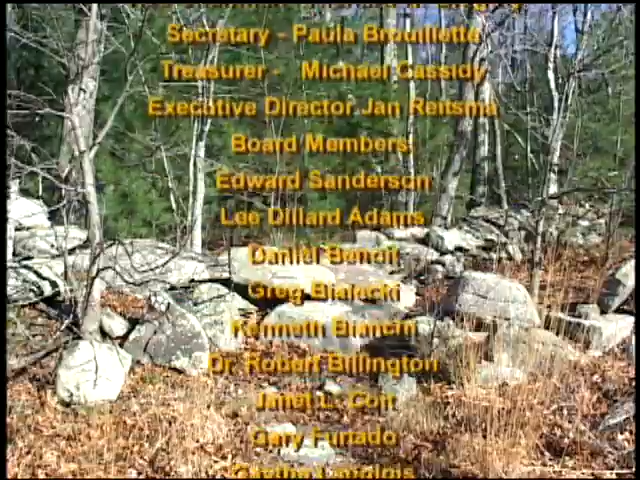 Secretary - Paula Brouillette
Treasurer - Michael Cassidy
Executive Director Jan Reitsma
Board Members:
Edward Sanderson
Lee Dillard Adams
Daniel Benoit
Greg Bialecki
Kenneth Bianchi
Dr. Robert Billington
Janet L. Coit
Gary Furtado